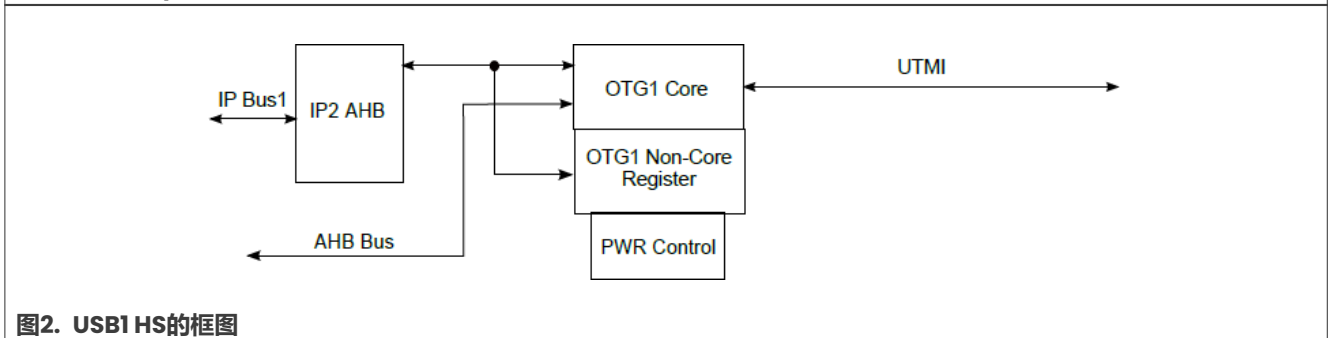 IP Bus1
IP2 AHB
OTG1 Core
UTMI
OTG1 Non-Core
Register
AHB Bus
PWR Control
图2. USB1 HS的框图